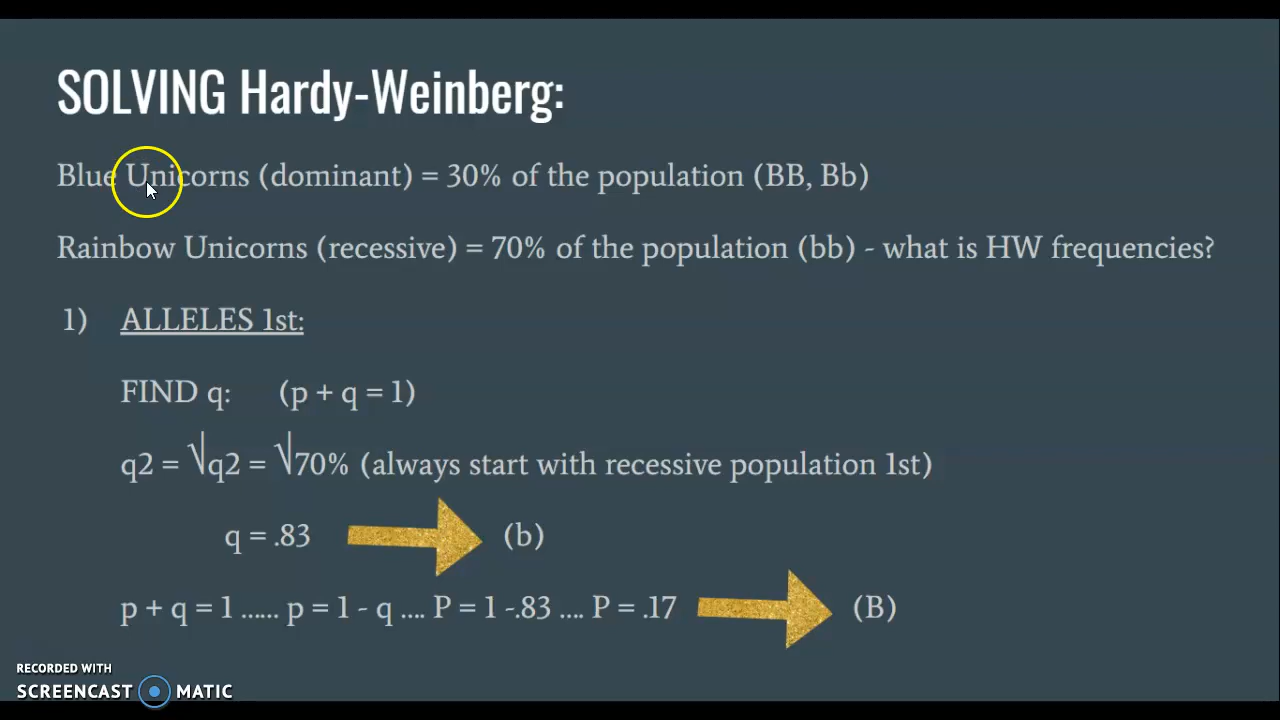 SOLVING Hardy-Weinberg:
Blue Unicorns (dominant) = 30% of the population (BB, Bb)
Rainbow Unicorns (recessive) = 70% of the population (bb) - what is HW frequencies?
1) ALLELES 1st:
FIND q: (p + q = 1)
q2 = √q2 = √70% (always start with recessive population 1st)
q = .83 (b)
p + q = 1 ...... p = 1 - q .... P = 1 -.83 .... P = .17 (B)
RECORDED WITH
SCREENCAST MATIC